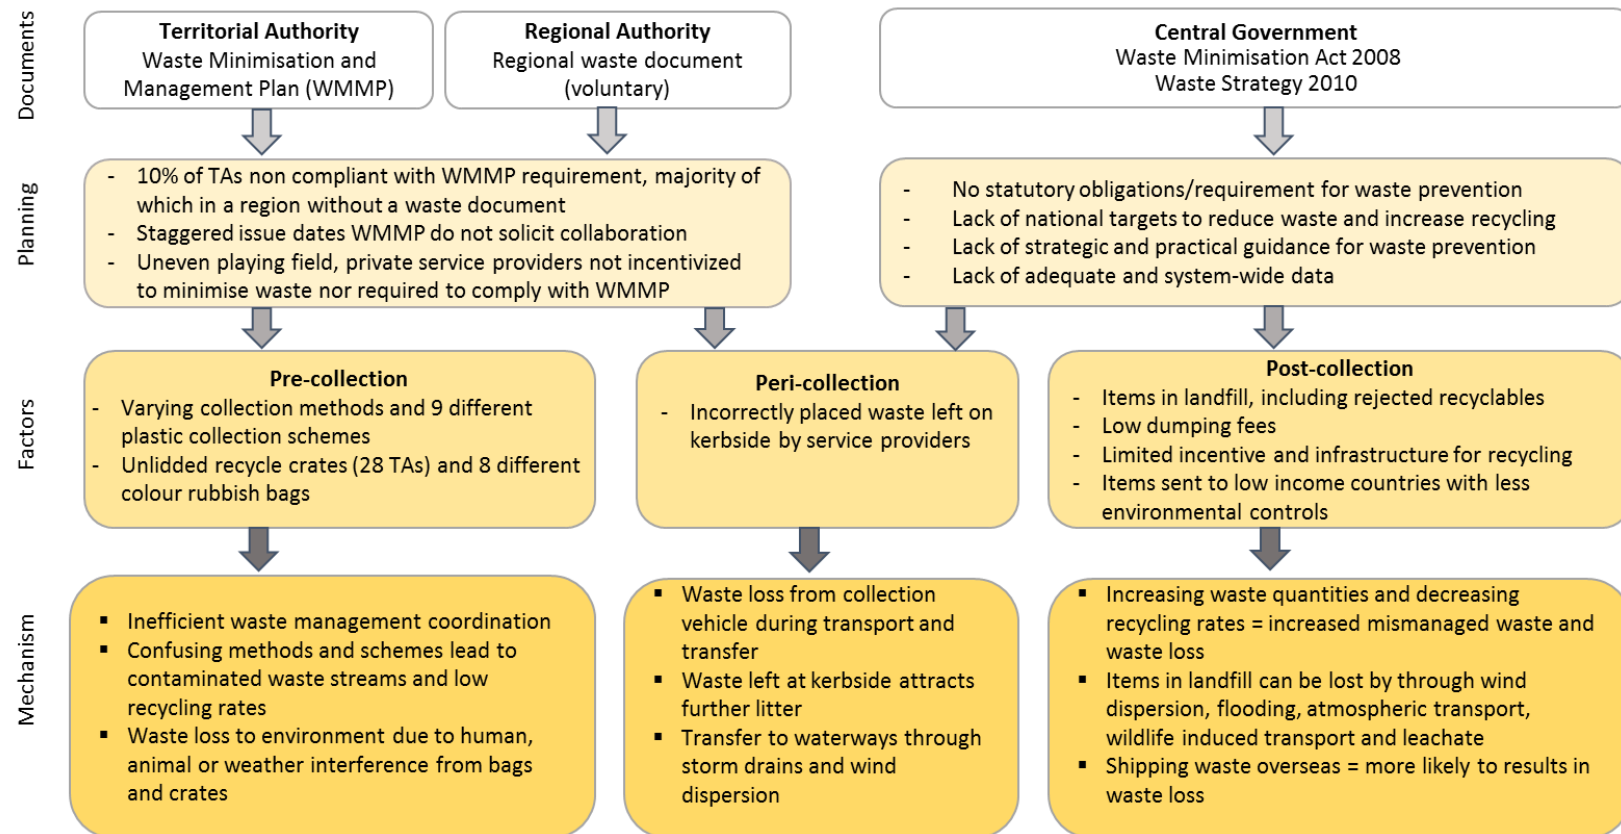 Documents
Territorial Authority
Waste Minimisation and
Management Plan (WMMP)
Regional Authority
Regional waste document
(voluntary)
Central Government
Waste Minimisation Act 2008
Waste Strategy 2010
Planning
- 10% of TAs non compliant with WMMP requirement, majority of
which in a region without a waste document
- Staggered issue dates WMMP do not solicit collaboration
- Uneven playing field, private service providers not incentivized
to minimise waste nor required to comply with WMMP
- No statutory obligations/requirement for waste prevention
- Lack of national targets to reduce waste and increase recycling
- Lack of strategic and practical guidance for waste prevention
- Lack of adequate and system-wide data
Factors
Pre-collection
- Varying collection methods and 9 different
plastic collection schemes
- Unlidded recycle crates (28 TAs) and 8 different
colour rubbish bags
Peri-collection
- Incorrectly placed waste left on
kerbside by service providers
Post-collection
- Items in landfill, including rejected recyclables
- Low dumping fees
- Limited incentive and infrastructure for recycling
- Items sent to low income countries with less
environmental controls
Mechanism
▪ Inefficient waste management coordination
▪ Confusing methods and schemes lead to
contaminated waste streams and low
recycling rates
▪ Waste loss to environment due to human,
animal or weather interference from bags
and crates
▪ Waste loss from collection
vehicle during transport and
transfer
▪ Waste left at kerbside attracts
further litter
▪ Transfer to waterways through
storm drains and wind
dispersion
▪ Increasing waste quantities and decreasing
recycling rates = increased mismanaged waste and
waste loss
▪ Items in landfill can be lost by through wind
dispersion, flooding, atmospheric transport,
wildlife induced transport and leachate
▪ Shipping waste overseas = more likely to results in
waste loss